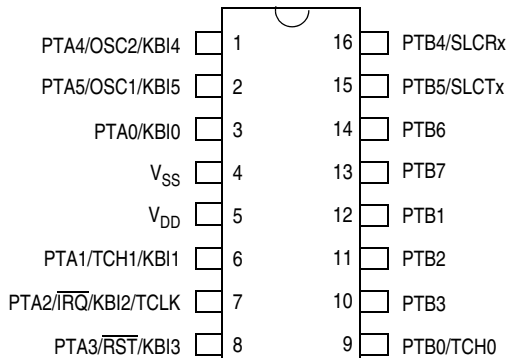 PTA4/OSC2/KBI4 1 16 PTB4/SLCRx
PTA5/OSC1/KBI5 2 15 PTB5/SLCTx
PTA0/KBI0 3 14 PTB6
VSS 4 13 PTB7
VDD 5 12 PTB1
PTA1/TCH1/KBI1 6 11 PTB2
PTA2/IRQ/KBI2/TCLK 7 10 PTB3
PTA3/RST/KBI3 8 9 PTB0/TCH0